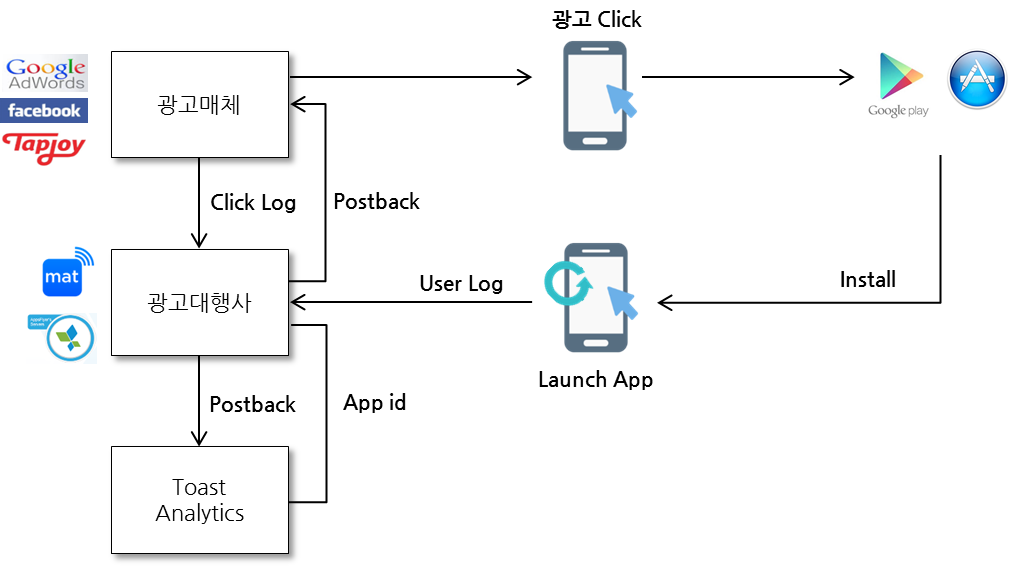 광고 Click
Google
AdWords
facebook
Tapjoy
광고매체
Google play
Click Log
Postback
mat
광고대행사
User Log
Install
Launch App
Postback
App id
Toast
Analytics